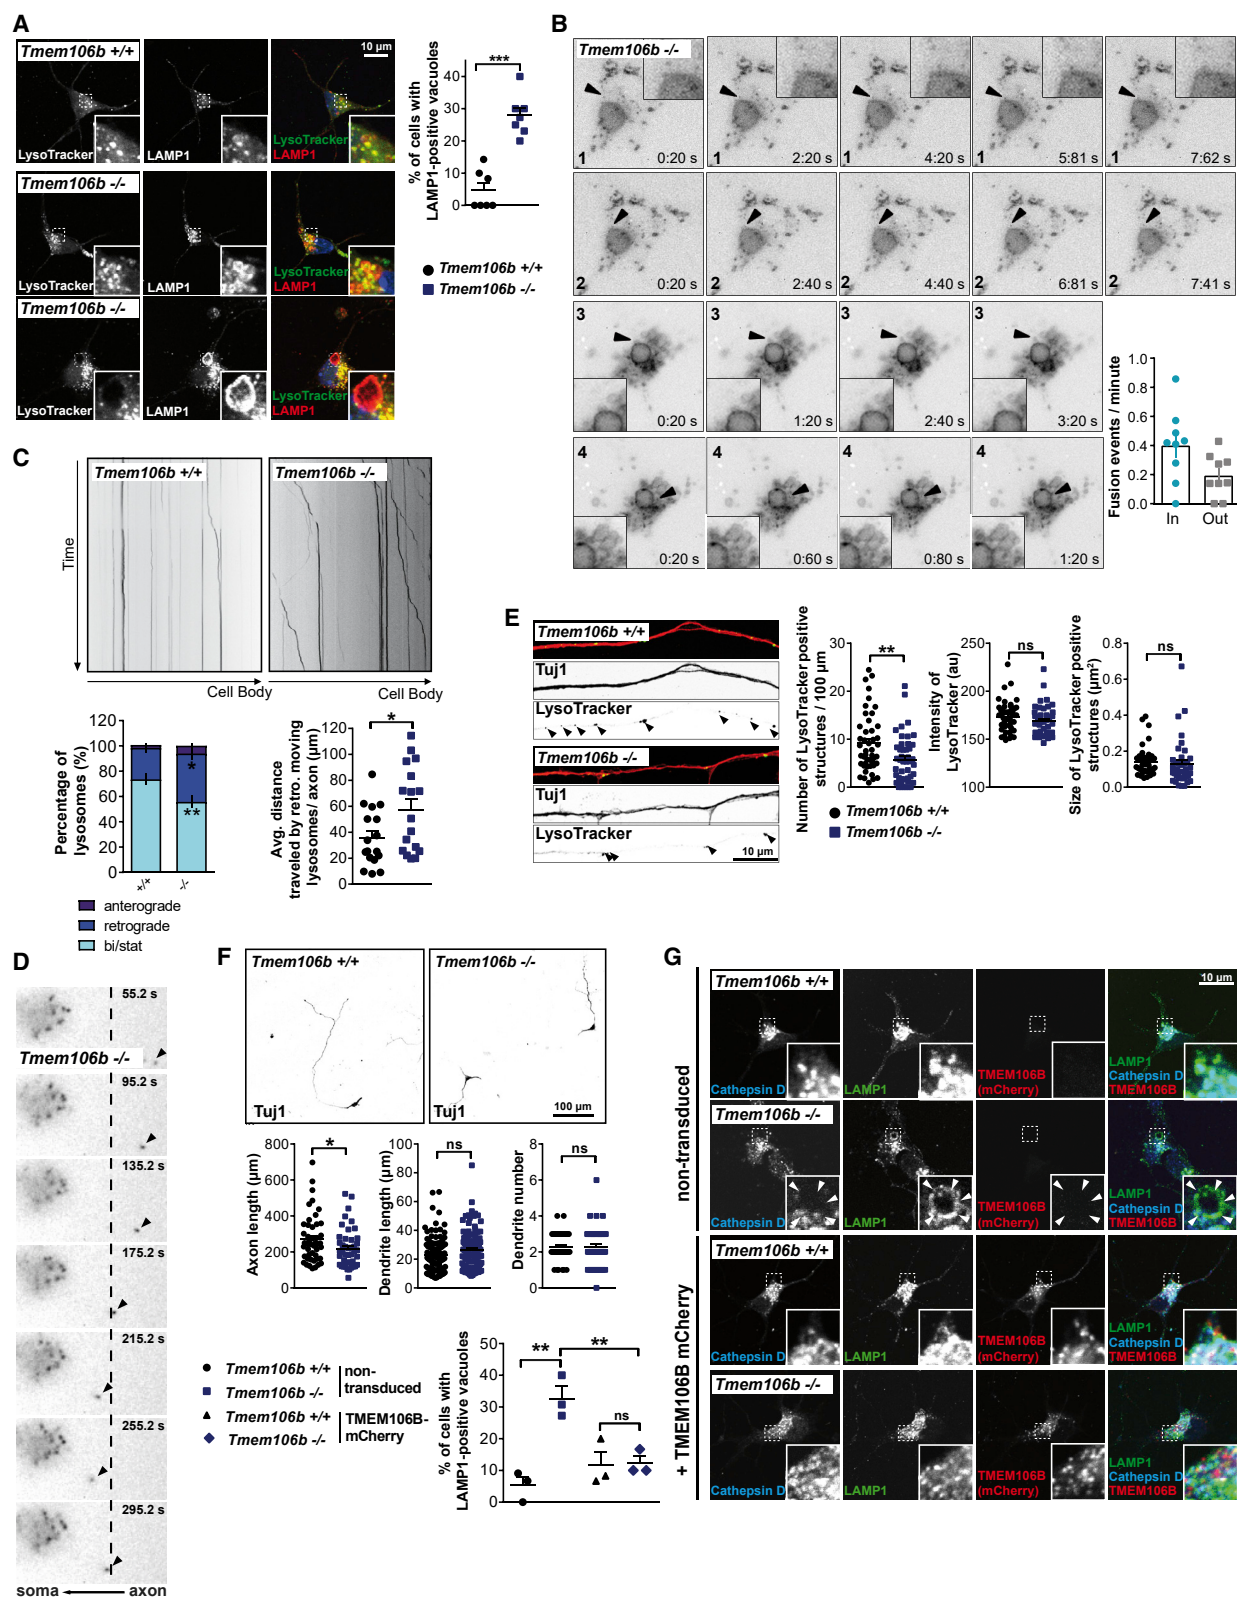 A
Tmem106b +/+
10 µm
LysoTracker
LAMP1
LysoTracker
LAMP1
Tmem106b -/-
LysoTracker
LAMP1
LysoTracker
LAMP1
Tmem106b -/-
LysoTracker
LAMP1
LysoTracker
LAMP1
% of cells with
LAMP1-positive vacuoles
40
30
20
10
0
***
Tmem106b +/+
Tmem106b -/-
B
Tmem106b -/-
1
0:20 s
1
2:20 s
1
4:20 s
1
5:81 s
1
7:62 s
2
0:20 s
2
2:40 s
2
4:40 s
2
6:81 s
2
7:41 s
3
0:20 s
3
1:20 s
3
2:40 s
3
3:20 s
4
0:20 s
4
0:60 s
4
0:80 s
4
1:20 s
Fusion events / minute
1.0
0.8
0.6
0.4
0.2
0.0
In
Out
C
Time
Tmem106b +/+
Tmem106b -/-
Cell Body
Cell Body
Percentage of
lysosomes (%)
120
100
80
60
40
20
0
*
**
+/+
-/-
anterograde
retrograde
bi/stat
Avg. distance
traveled by retro. moving
lysosomes/ axon (µm)
120
100
80
60
40
20
0
*
D
55.2 s
Tmem106b -/-
95.2 s
135.2 s
175.2 s
215.2 s
255.2 s
295.2 s
soma
axon
E
Tmem106b +/+
Tuj1
LysoTracker
Tmem106b -/-
Tuj1
LysoTracker
10 µm
Number of LysoTracker positive
structures / 100 µm
30
20
10
0
**
Intensity of
LysoTracker (au)
250
200
150
100
ns
Size of LysoTracker positive
structures (µm²)
0.8
0.6
0.4
0.2
0.0
ns
Tmem106b +/+
Tmem106b -/-
F
Tmem106b +/+
Tuj1
Tmem106b -/-
100 µm
Axon length (µm)
800
600
400
200
0
*
Dendrite length (µm)
100
80
60
40
20
0
ns
Dendrite number
8
6
4
2
0
ns
Tmem106b +/+
Tmem106b -/-
non-
transduced
Tmem106b +/+
Tmem106b -/-
TMEM106B-
mCherry
% of cells with
LAMP1-positive vacuoles
50
40
30
20
10
0
**
**
ns
G
non-transduced
+ TMEM106B mCherry
Tmem106b +/+
10 µm
Cathepsin D
LAMP1
TMEM106B
(mCherry)
LAMP1
Cathepsin D
TMEM106B
Tmem106b -/-
Cathepsin D
LAMP1
TMEM106B
(mCherry)
LAMP1
Cathepsin D
TMEM106B
Tmem106b +/+
Cathepsin D
LAMP1
TMEM106B
(mCherry)
LAMP1
Cathepsin D
TMEM106B
Tmem106b -/-
Cathepsin D
LAMP1
TMEM106B
(mCherry)
LAMP1
Cathepsin D
TMEM106B